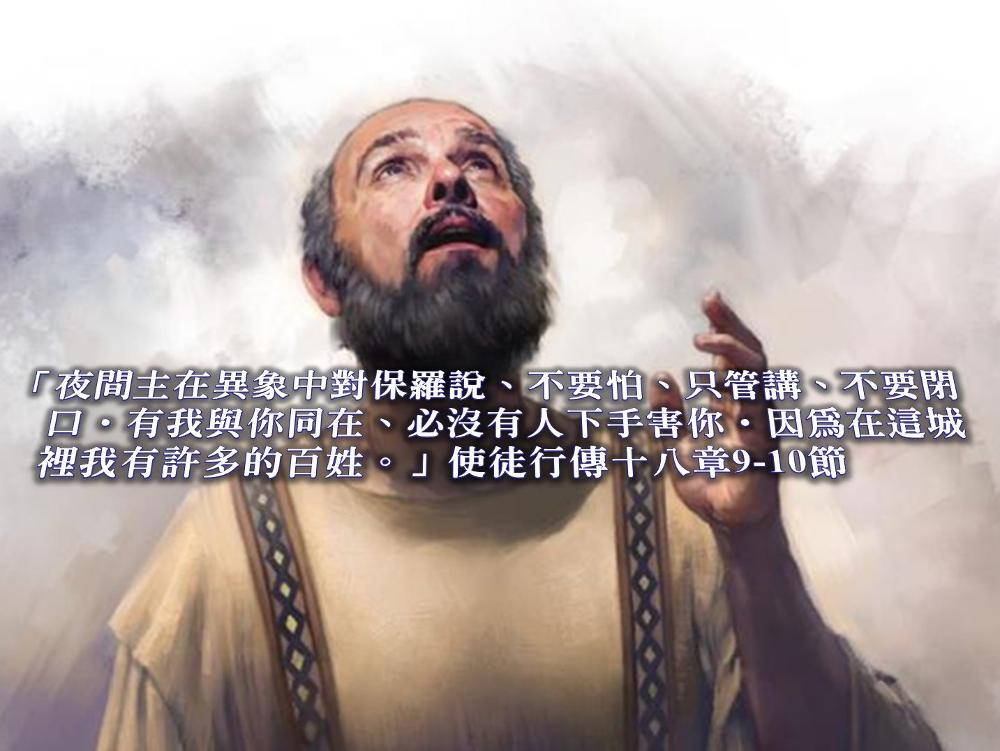 「夜間主在異象中對保羅說、不要怕、只管講、不要閉
口．有我與你同在、必沒有人下手害你．因爲在這城
裡我有許多的百姓。」使徒行傳十八章9-10節